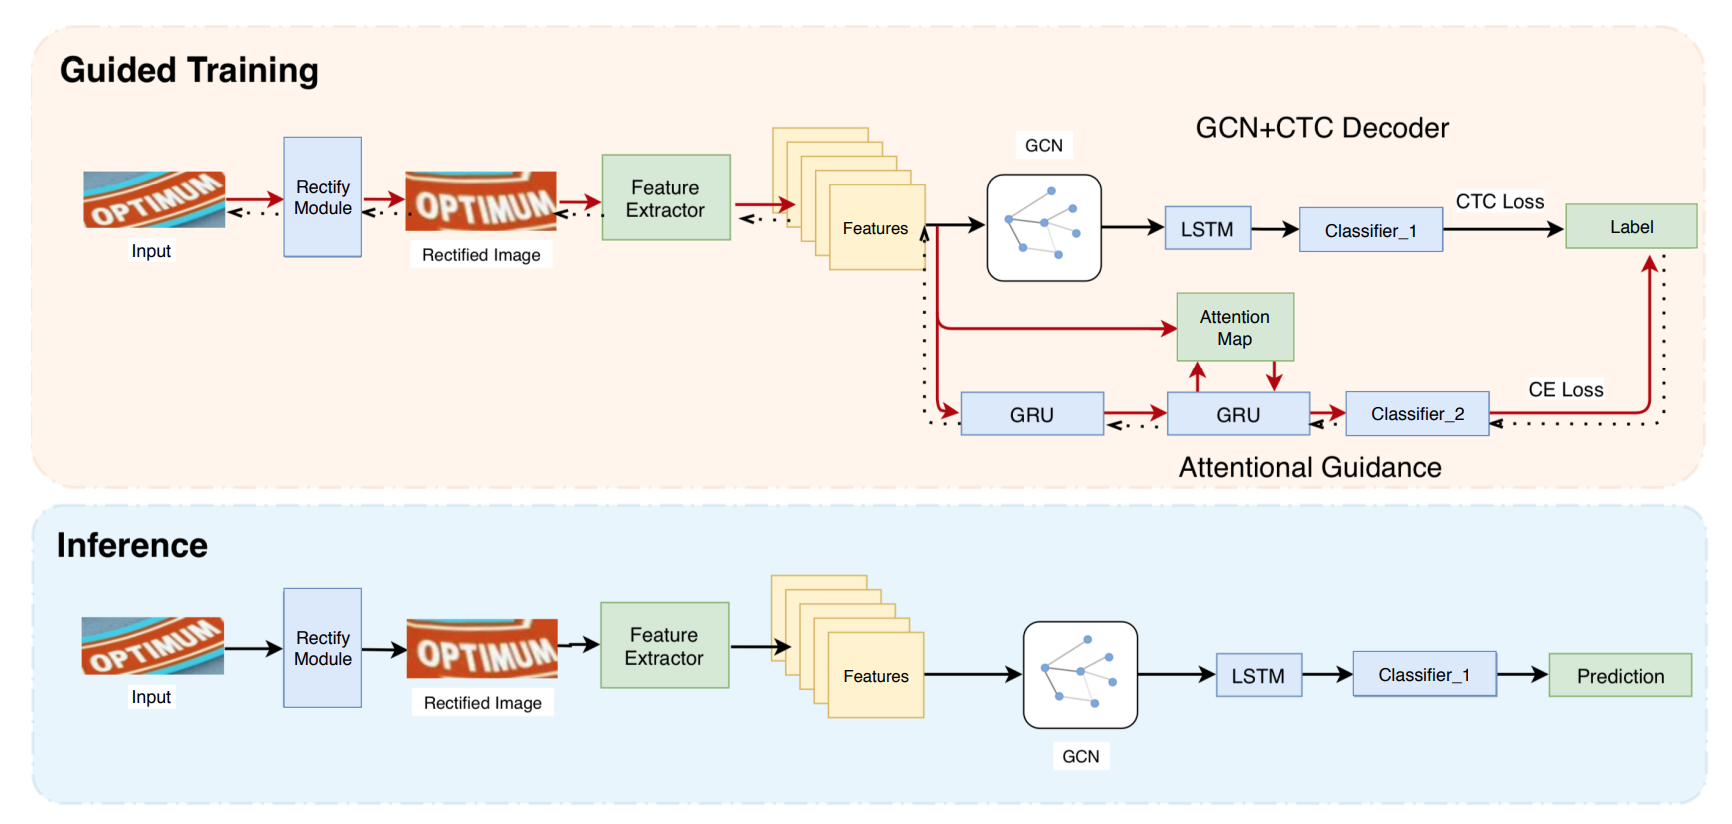 Guided Training
OPTIMUM
Input
Rectify
Module
OPTIMUM
Rectified Image
Feature
Extractor
Features
GCN
GCN+CTC Decoder
LSTM
Classifier_1
CTC Loss
Label
Attention
Map
GRU
GRU
Classifier_2
CE Loss
Attentional Guidance
Inference
OPTIMUM
Input
Rectify
Module
OPTIMUM
Rectified Image
Feature
Extractor
Features
GCN
LSTM
Classifier_1
Prediction